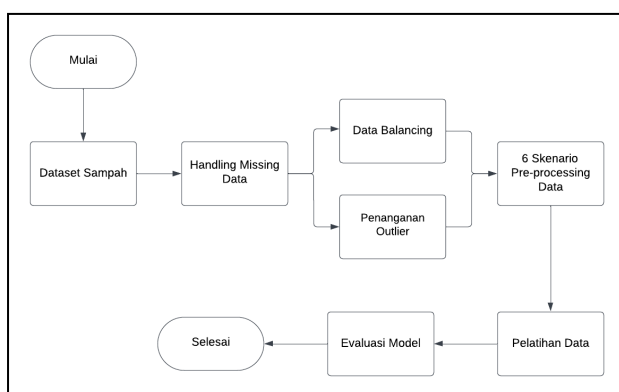 Mulai
Dataset Sampah
Handling Missing
Data
Data Balancing
Penanganan
Outlier
6 Skenario
Pre-processing
Data
Pelatihan Data
Evaluasi Model
Selesai